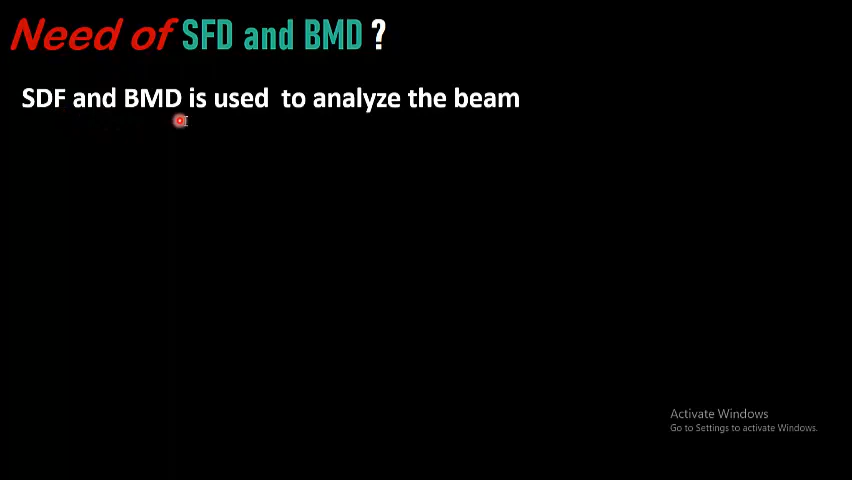 Need of SFD and BMD ?
SDF and BMD is used to analyze the beam
Activate Windows
Go to Settings to activate Windows.